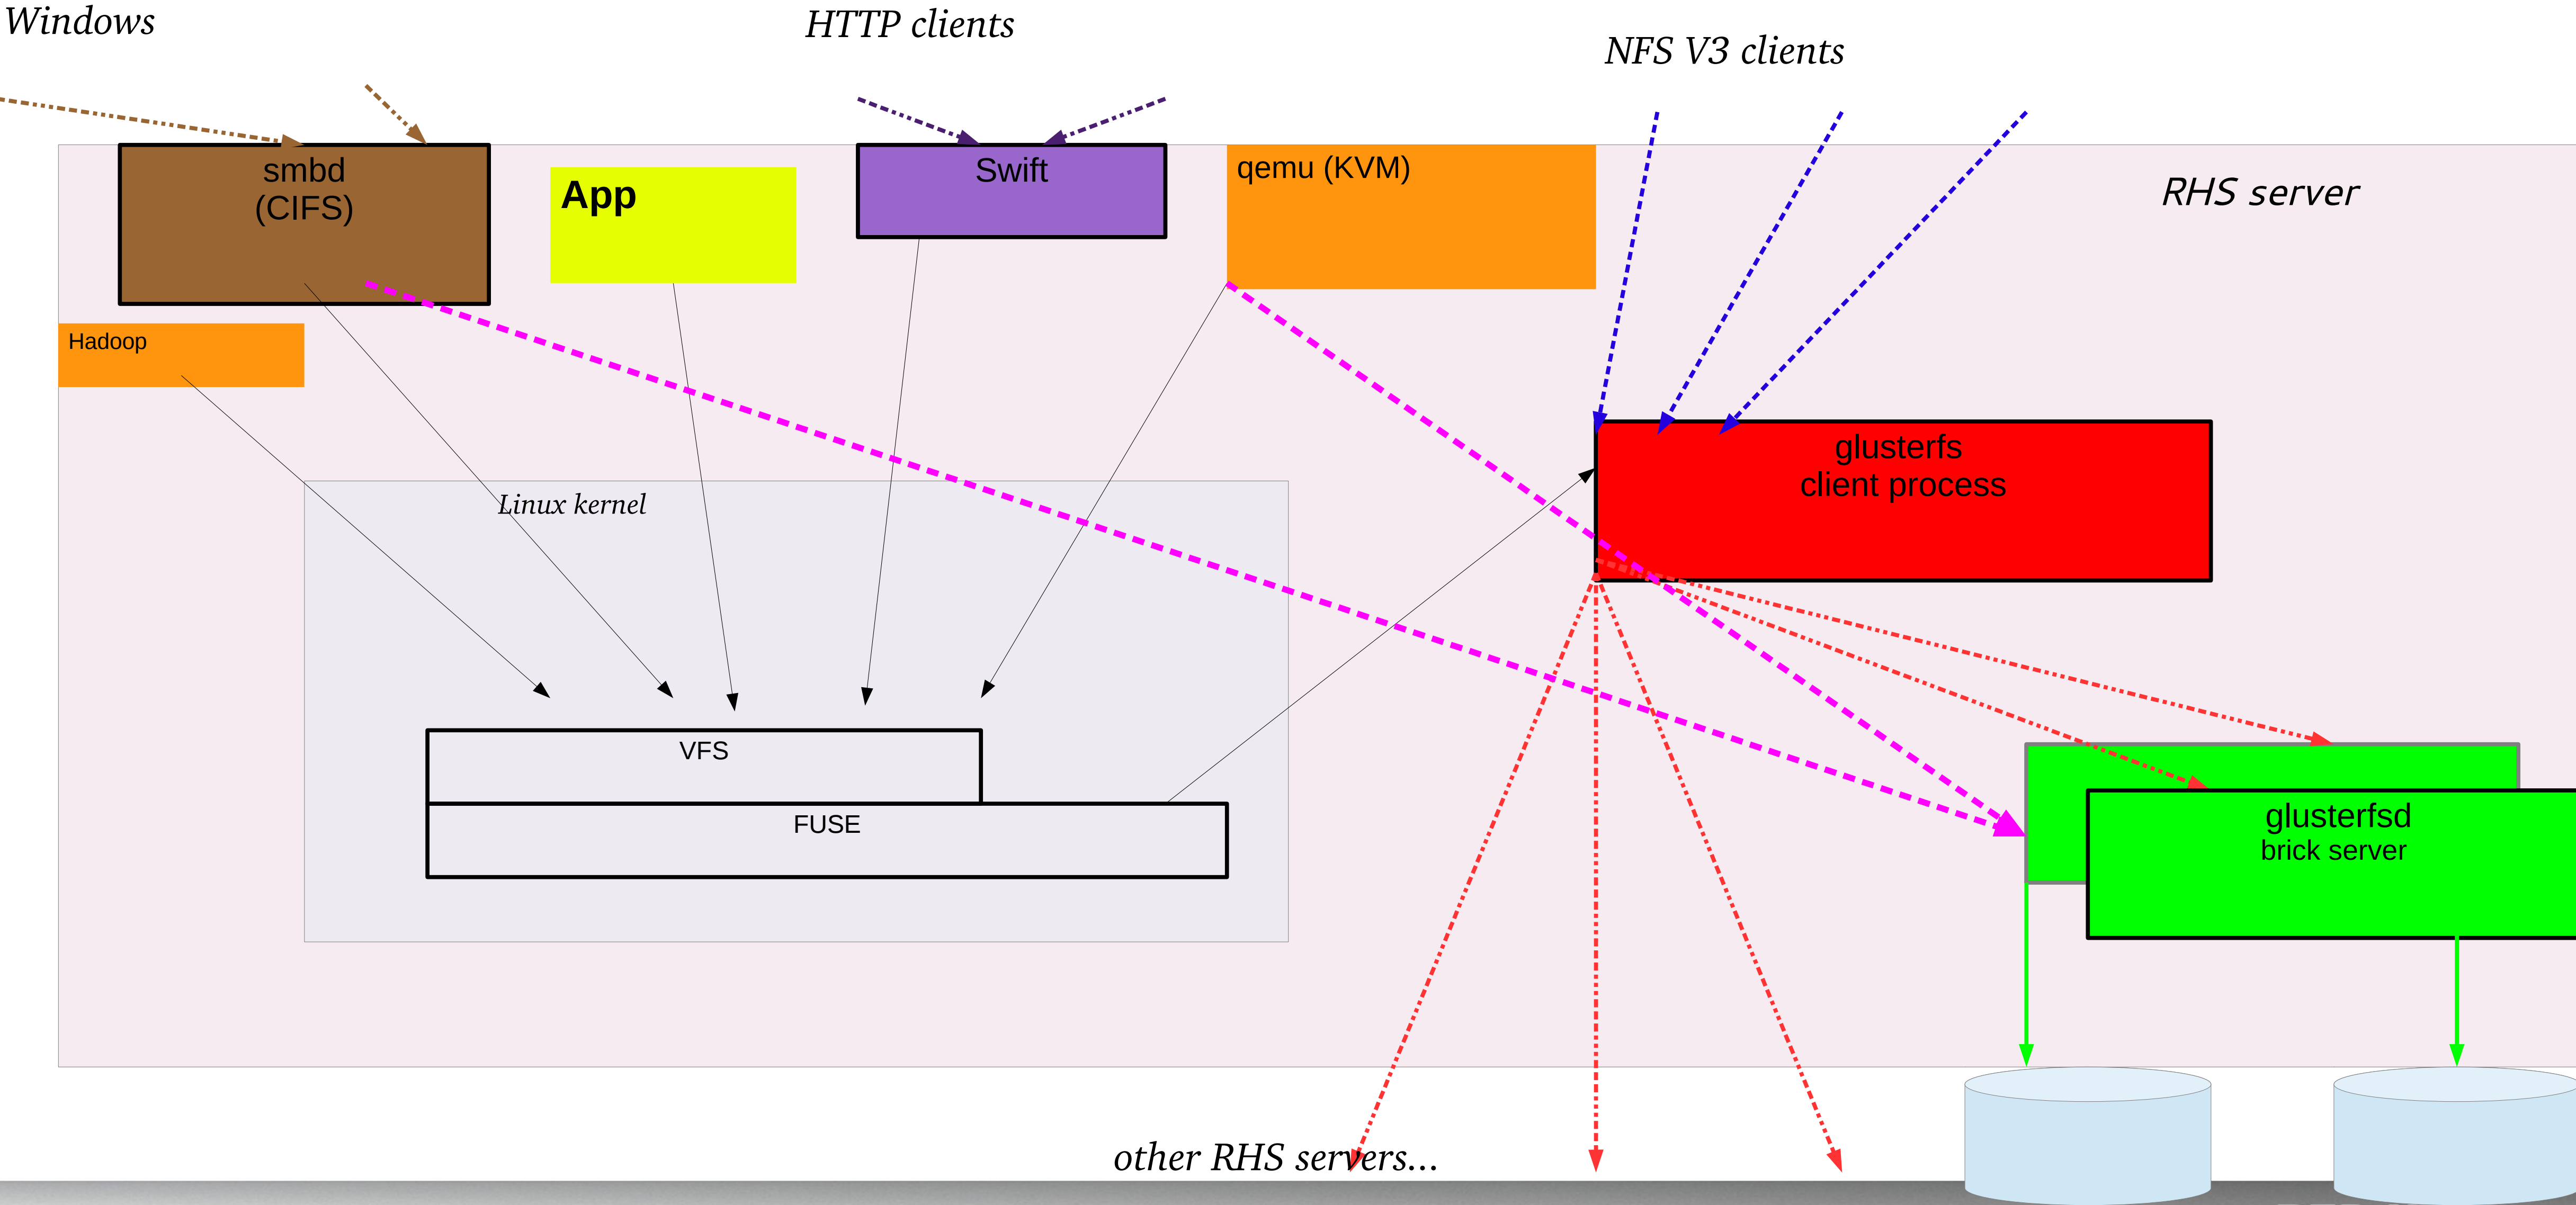 Windows
HTTP clients
NFS V3 clients
smbd
(CIFS)
App
Swift
qemu (KVM)
RHS server
Hadoop
glusterfs
client process
Linux kernel
VFS
FUSE
glusterfsd
brick server
other RHS servers...